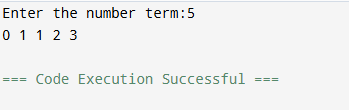 Enter the number term:5
0 1 1 2 3
=== Code Execution Successful ===